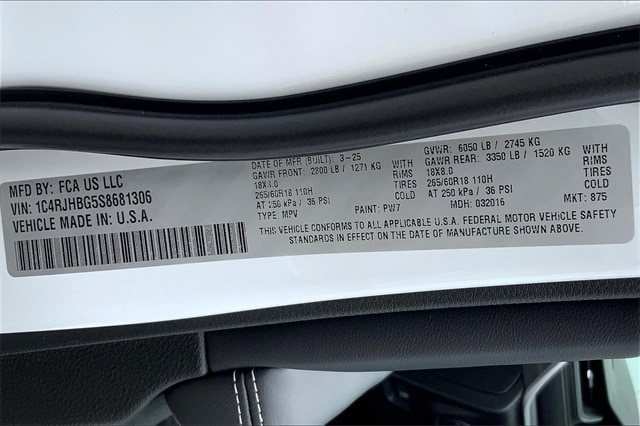 MFD BY: FCA US LLC
VIN: 1C4RJHBG5S8681306
VEHICLE MADE IN: U.S.A.
DATE OF MFR (BUILT): 3-25
GAWR FRONT: 2800 LB / 1271 KG
18X8.0
265/60R18 110H
AT 250 kPa / 36 PSI
TYPE: MPV PAINT: PW7
WITH
RIMS
TIRES
COLD
GVWR: 6050 LB / 2745 KG
GAWR REAR: 3350 LB / 1520 KG
18X8.0
265/60R18 110H
AT 250 kPa / 36 PSI
MDH: 032016
WITH
RIMS
TIRES
COLD
MKT: 875
THIS VEHICLE CONFORMS TO ALL APPLICABLE U.S.A. FEDERAL MOTOR VEHICLE SAFETY
STANDARDS IN EFFECT ON THE DATE OF MANUFACTURE SHOWN ABOVE.